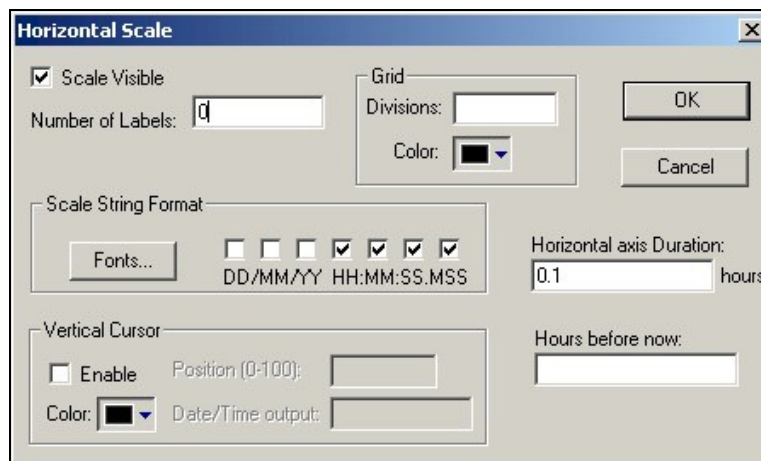 Horizontal Scale
Scale Visible
Number of Labels: 0
Grid
Divisions:
Color:
OK
Cancel
Scale String Format
Fonts...
DD/MM/YY HH:MM:SS.MSS
Horizontal axis Duration:
0.1 hours
Vertical Cursor
Enable
Position (0-100):
Color:
Date/Time output:
Hours before now: